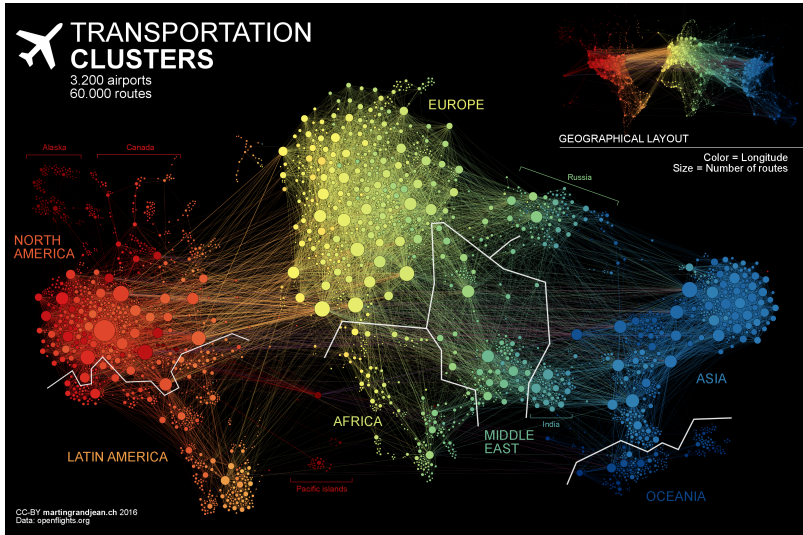 TRANSPORTATION
CLUSTERS
3.200 airports
60.000 routes
EUROPE
GEOGRAPHICAL LAYOUT
Color = Longitude
Size = Number of routes
Alaska
Canada
Russia
NORTH
AMERICA
ASIA
AFRICA
India
MIDDLE
EAST
LATIN AMERICA
Pacific islands
OCEANIA
CC-BY martingrandjean.ch 2016
Data: openflights.org